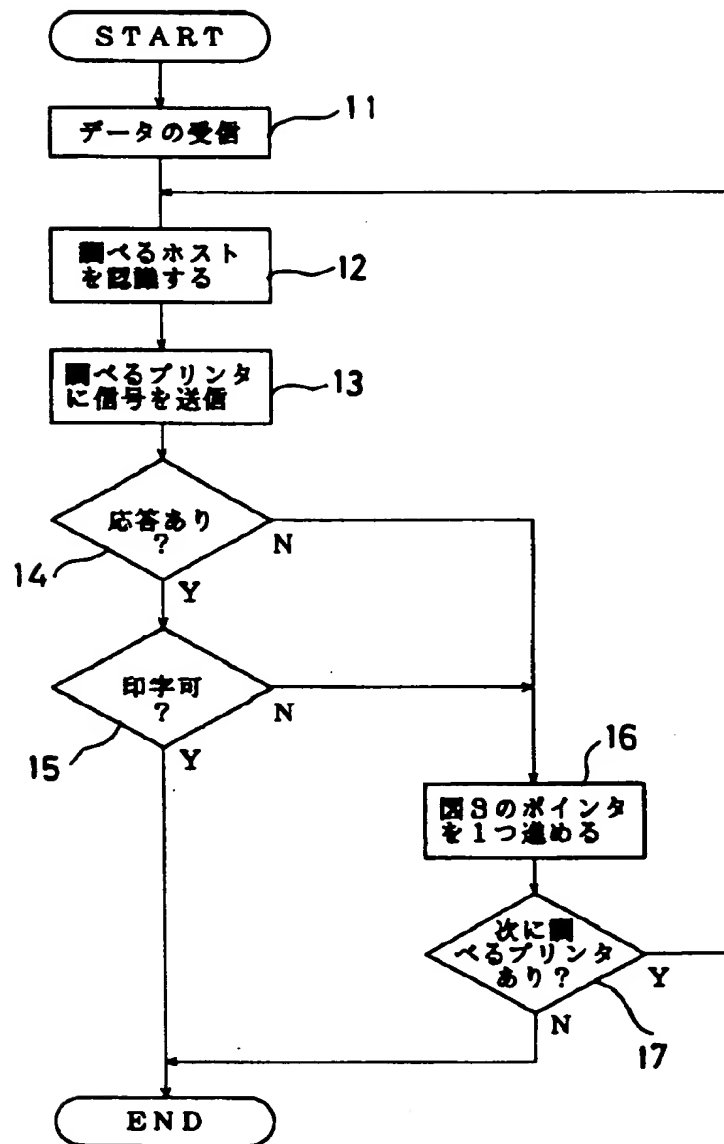 START
データの受信
11
調べるホスト
を認識する
12
調べるプリンタ
に信号を送信
13
応答あり
?
14
N
Y
印字可
?
15
N
Y
16
図3のポインタ
を1つ進める
次に調
べるプリンタ
あり?
Y
N
17
END